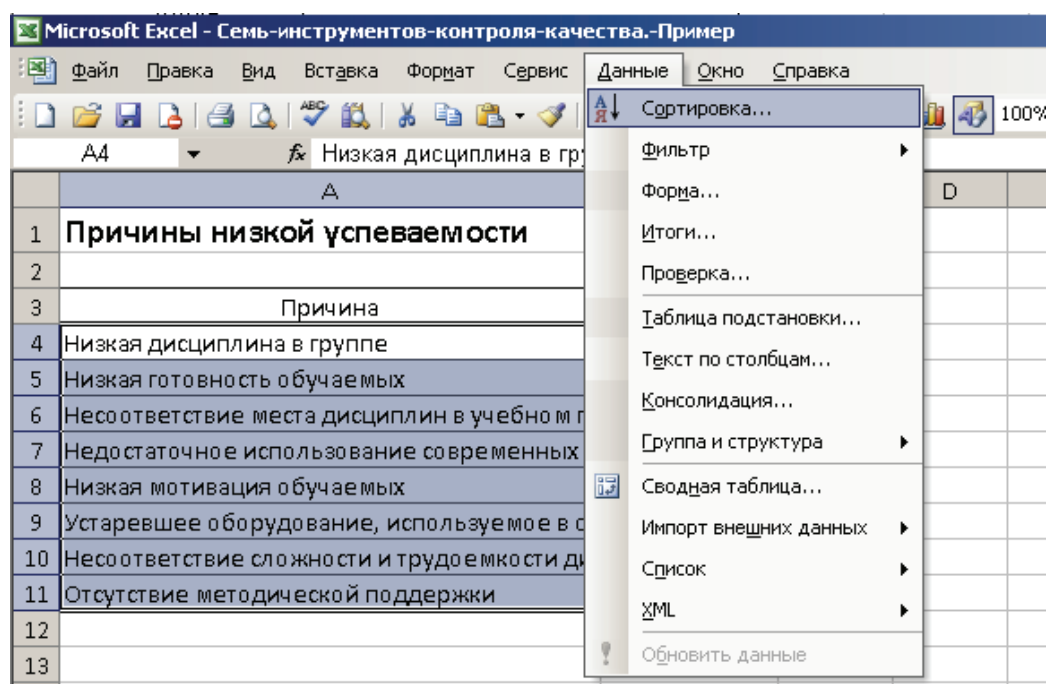 Microsoft Excel - Семь-инструментов-контроля-качества.-Пример
Файл Правка Вид Вставка Формат Сервис Данные Окно Справка
100%
A4 fx Низкая дисциплина в
A D
1 Причины низкой успеваемости
2
3 Причина
4 Низкая дисциплина в группе
5 Низкая готовность обучаемых
6 Несоответствие места дисциплин в учебном
7 Недостаточное использование современных
8 Низкая мотивация обучаемых
9 Устаревшее оборудование, используемое в
10 Несоответствие сложности и трудоемкости
11 Отсутствие методической поддержки
12
13
Сортировка...
Фильтр
Форма...
Итоги...
Проверка...
Таблица подстановки...
Текст по столбцам...
Консолидация...
Группа и структура
Сводная таблица...
Импорт внешних данных
Список
XML
Обновить данные